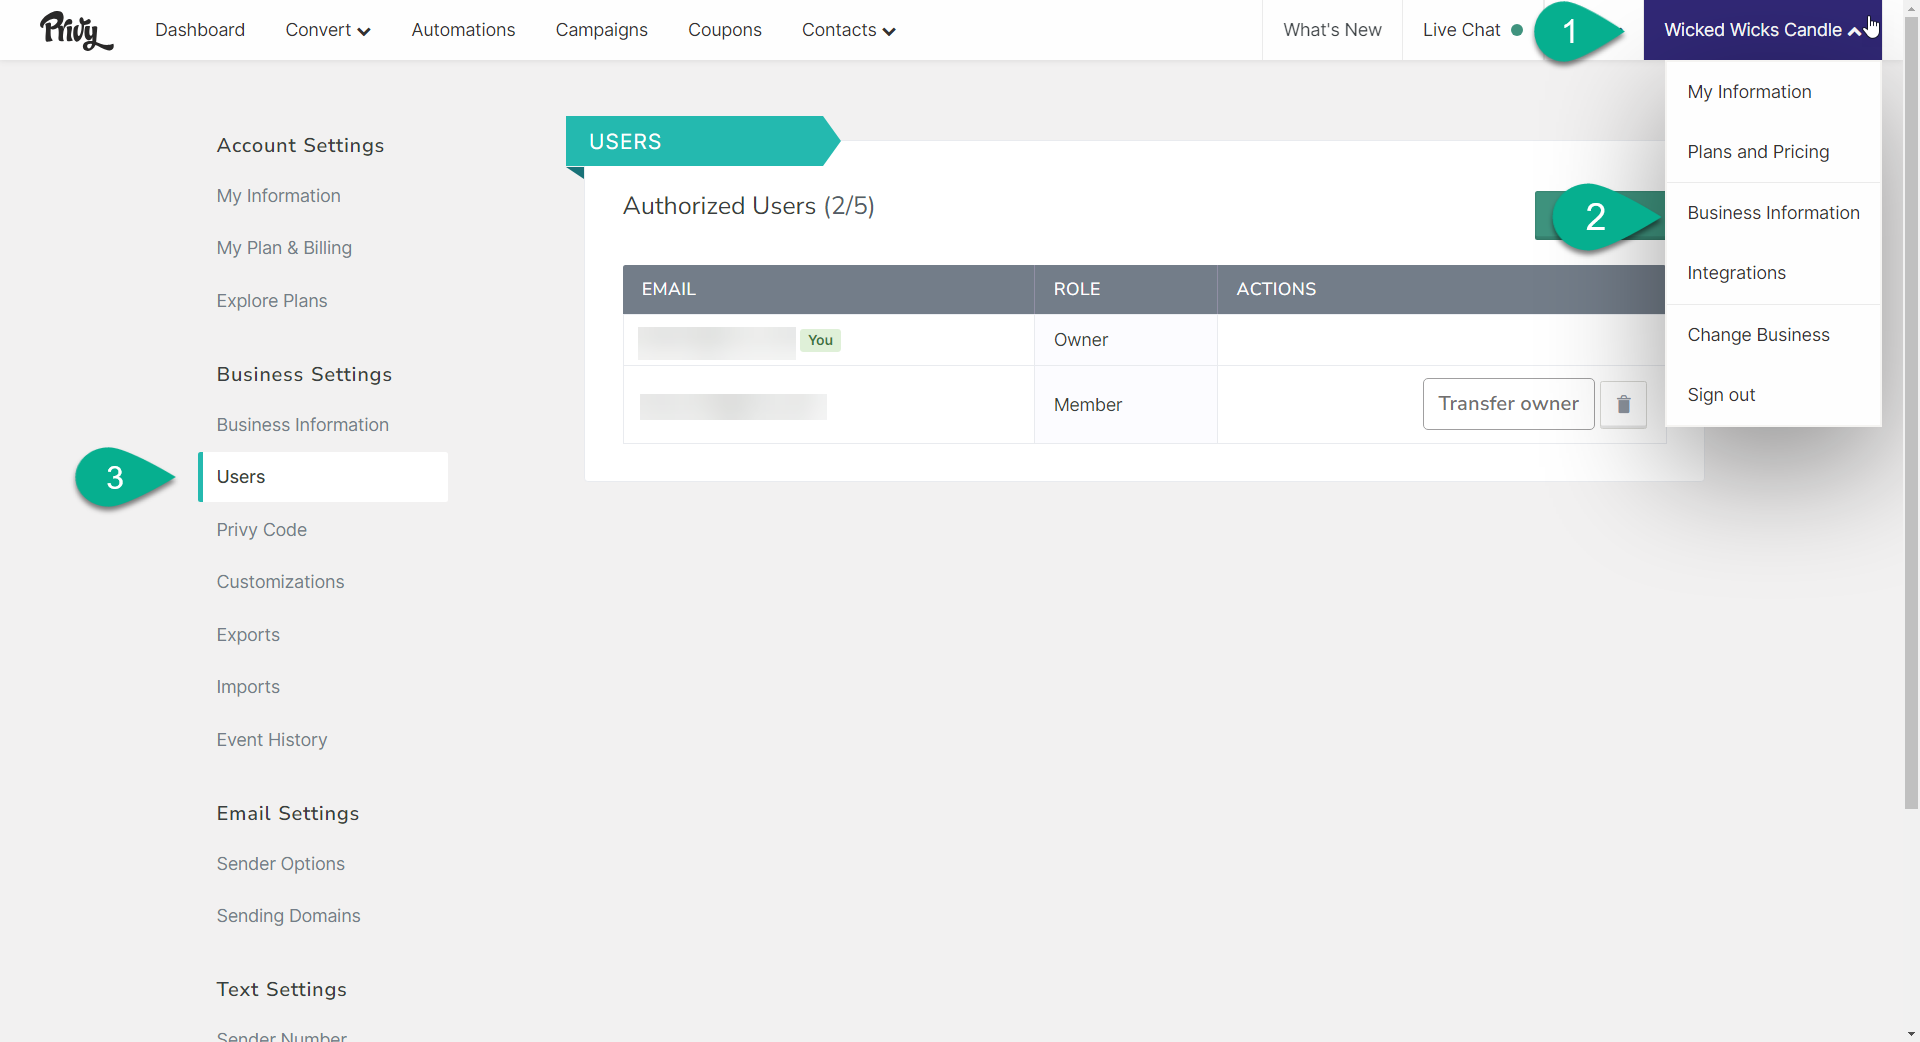 Privy
Dashboard
Convert
Automations
Campaigns
Coupons
Contacts
What's New
Live Chat
1
Wicked Wicks Candle
My Information
Plans and Pricing
2
Business Information
Integrations
Change Business
Sign out
Account Settings
My Information
My Plan & Billing
Explore Plans
Business Settings
Business Information
3
Users
Privy Code
Customizations
Exports
Imports
Event History
Email Settings
Sender Options
Sending Domains
Text Settings
Sender Number
USERS
Authorized Users (2/5)
EMAIL
ROLE
ACTIONS
You
Owner
Member
Transfer owner